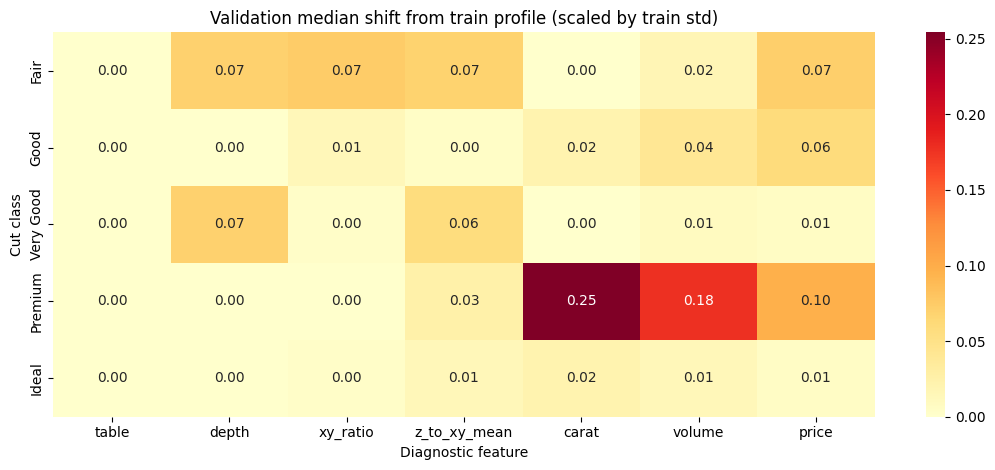 Validation median shift from train profile (scaled by train std)
Cut class
Fair 0.00 0.07 0.07 0.07 0.00 0.02 0.07
Good 0.00 0.00 0.01 0.00 0.02 0.04 0.06
Very Good 0.00 0.07 0.00 0.06 0.00 0.01 0.01
Premium 0.00 0.00 0.00 0.03 0.25 0.18 0.10
Ideal 0.00 0.00 0.00 0.01 0.02 0.01 0.01
table depth xy_ratio z_to_xy_mean carat volume price
Diagnostic feature
0.25
0.20
0.15
0.10
0.05
0.00